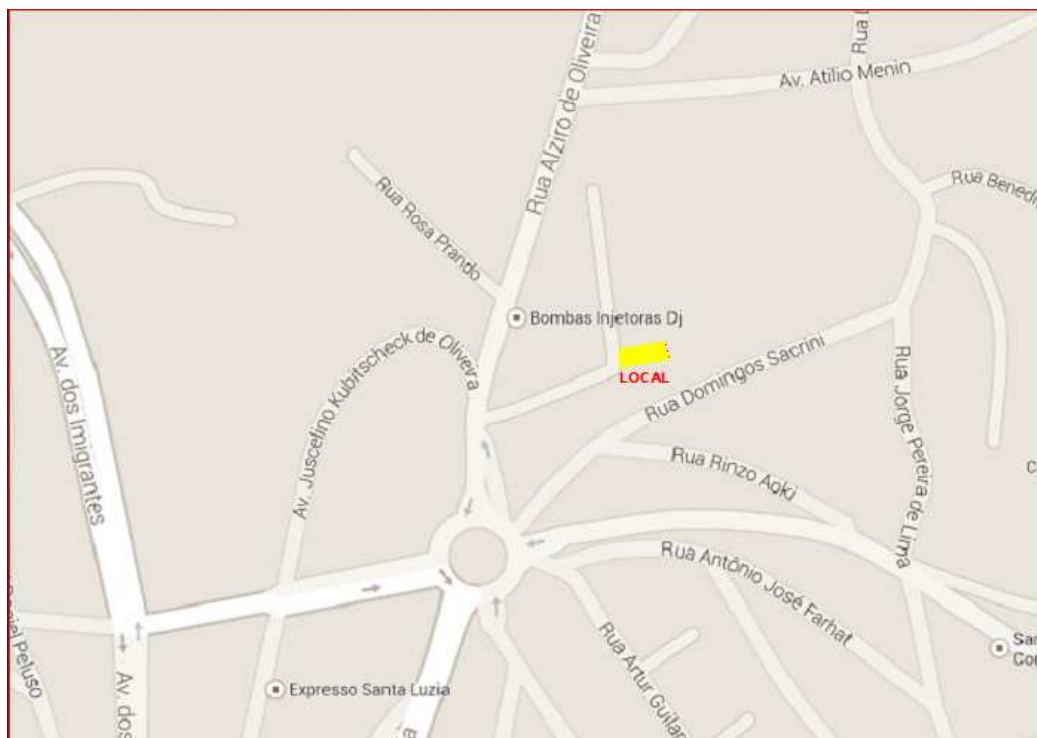 Av. Atilio Menin
Rua Alziro de Oliveira
Rua Rosa Prando
Bombas Injetoras Dj
LOCAL
Rua Domingos Sacrini
Av. Juscelino Kubitscheck de Oliveira
Av. dos Imigrantes
Rua Jorge Pereira de Lima
Rua Rinzo Aoki
Rua Antônio José Farhat
Expresso Santa Luzia
Av. dos
Peluso
Rua Artur
Rua
Rua